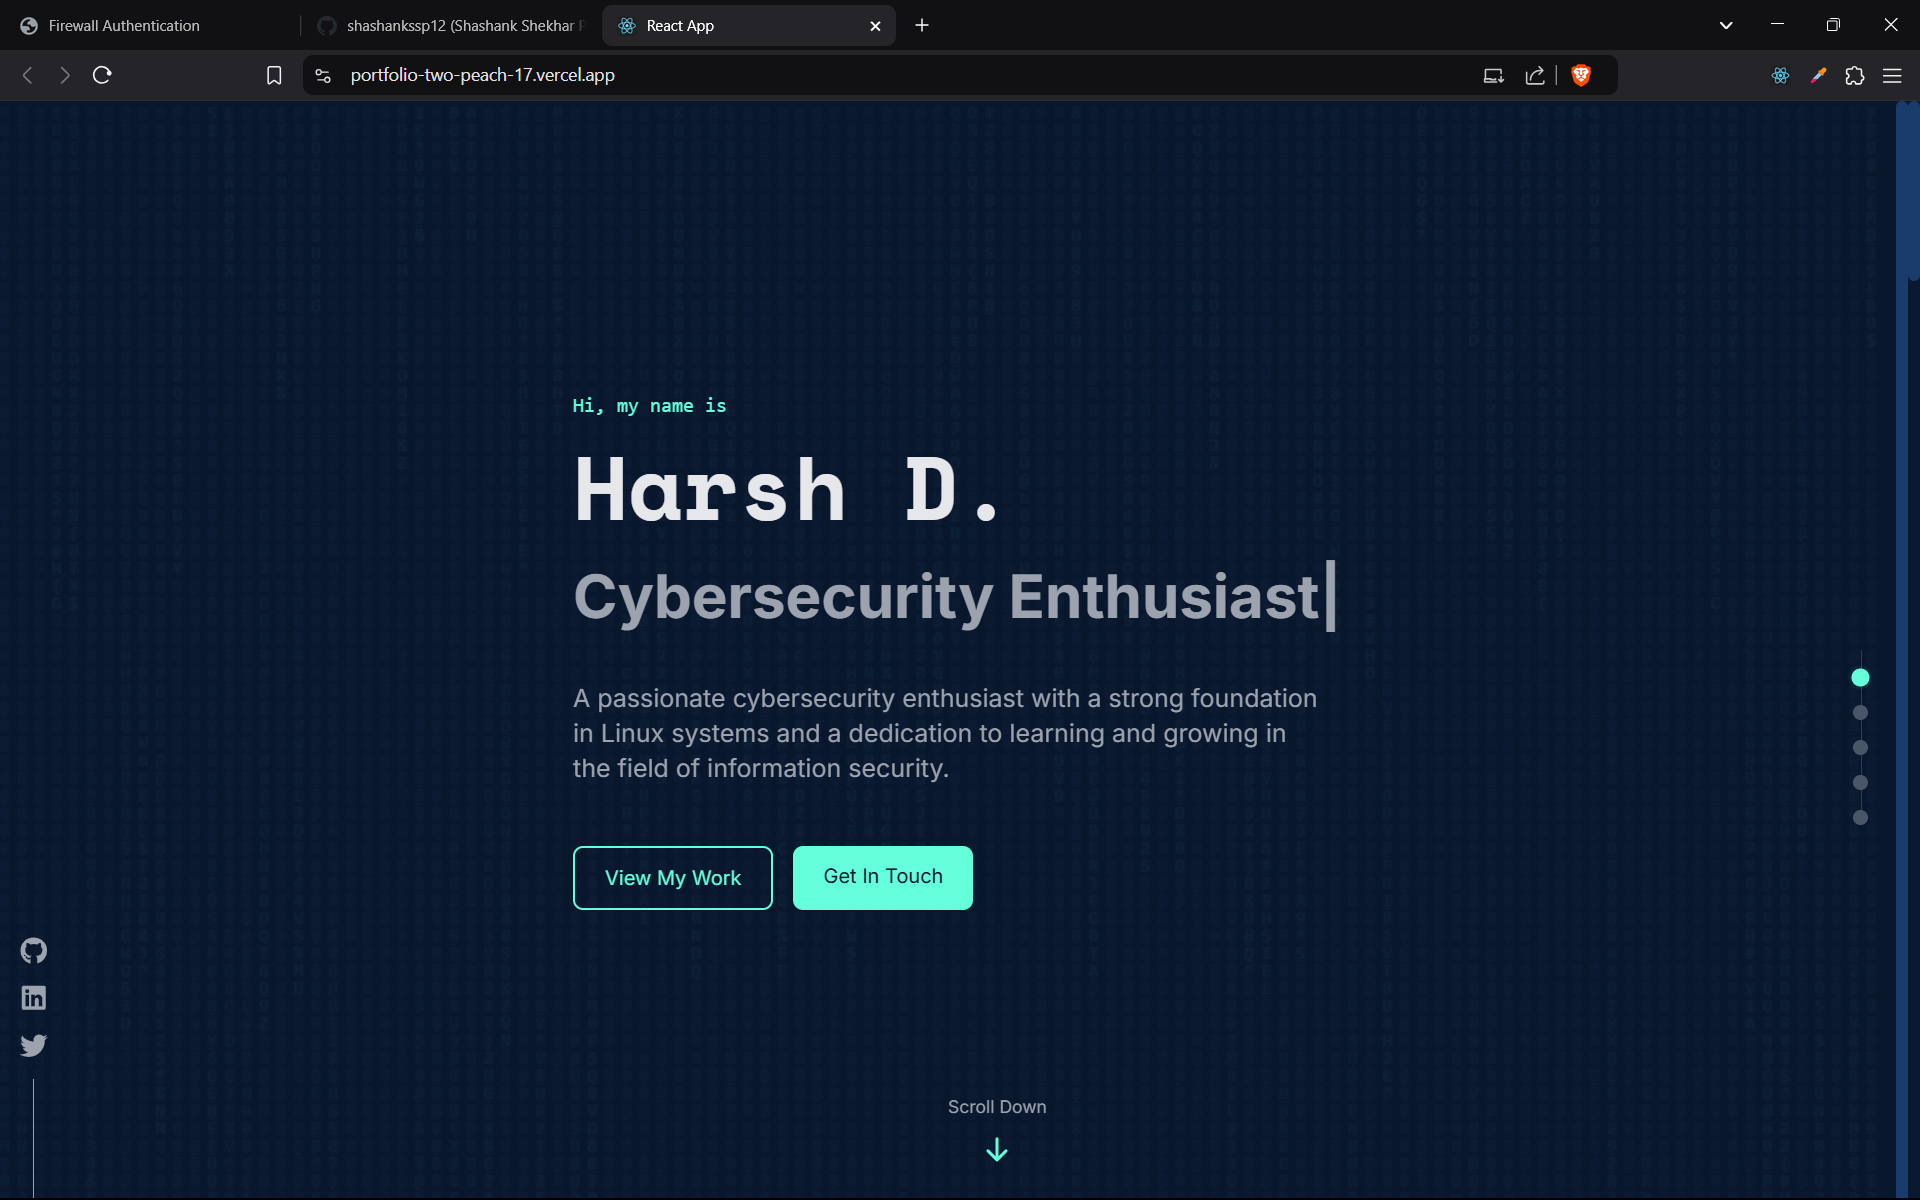 Firewall Authentication
shashankssp12 (Shashank Shekhar
React App
portfolio-two-peach-17.vercel.app
Hi, my name is
Harsh D.
Cybersecurity Enthusiast|
A passionate cybersecurity enthusiast with a strong foundation
in Linux systems and a dedication to learning and growing in
the field of information security.
View My Work
Get In Touch
in
Scroll Down